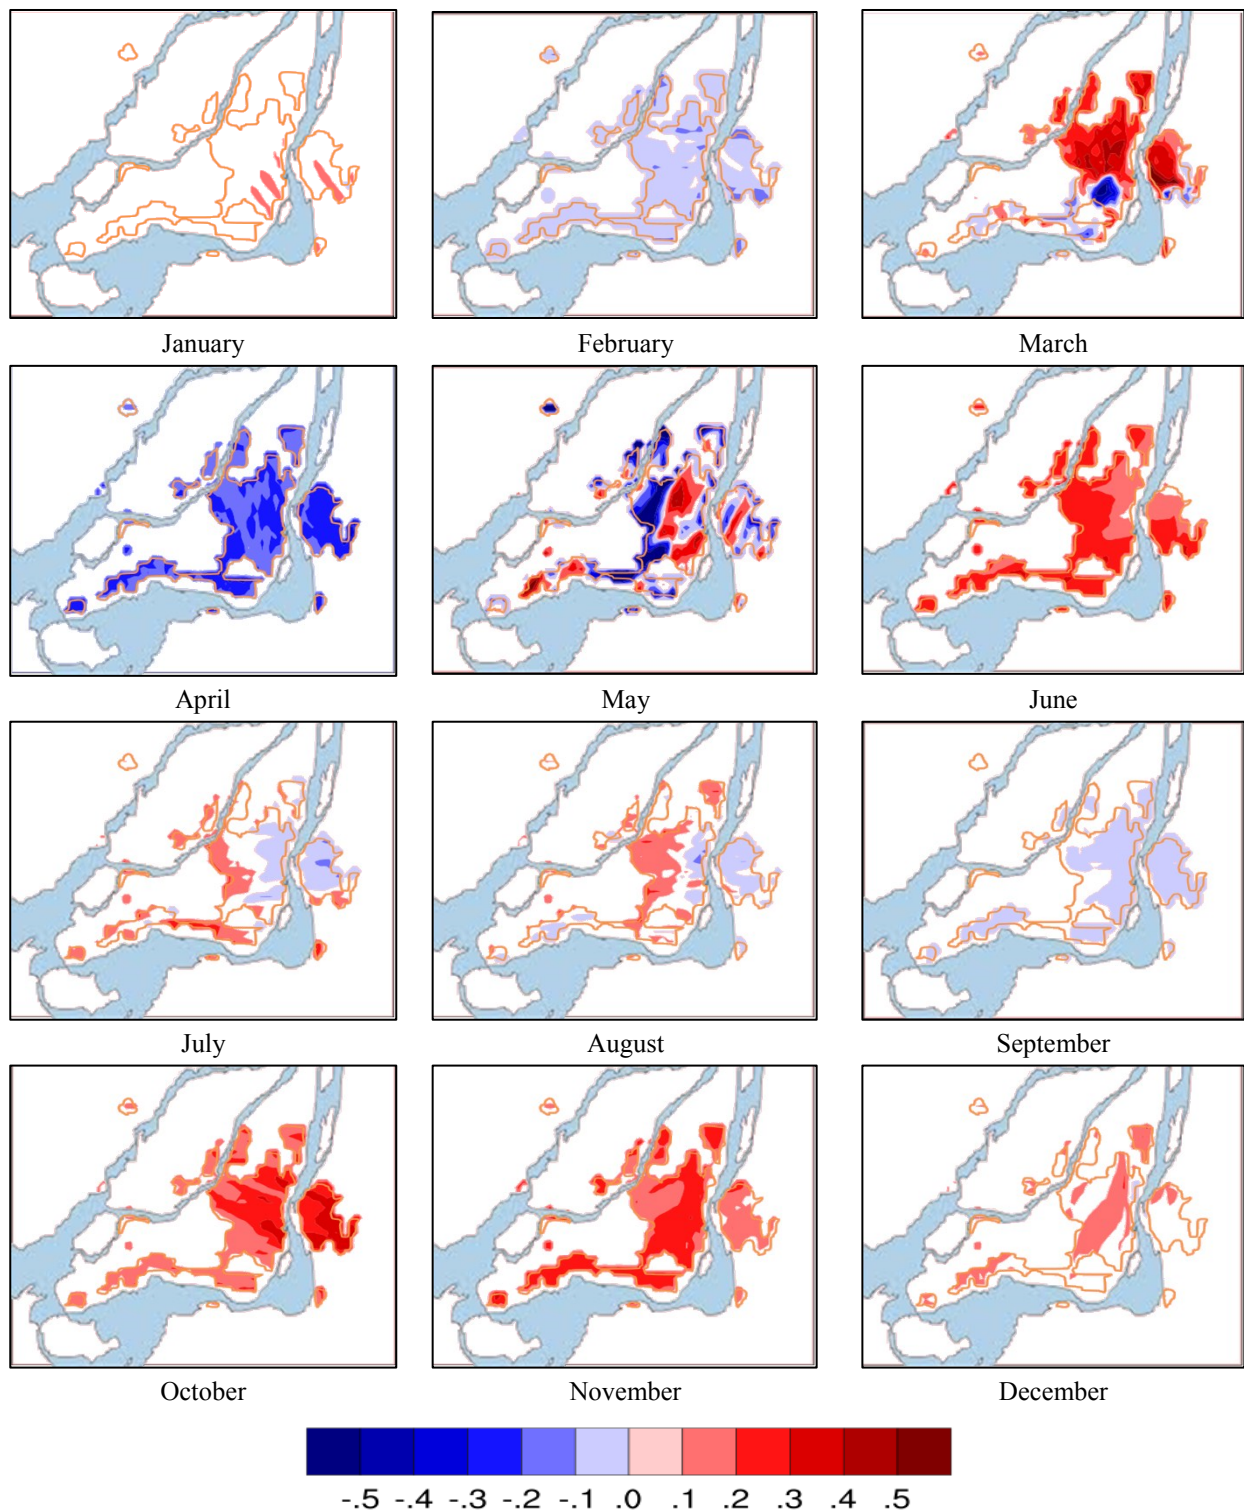 January February March
April May June
July August September
October November December
-.5 -.4 -.3 -.2 -.1 .0 .1 .2 .3 .4 .5